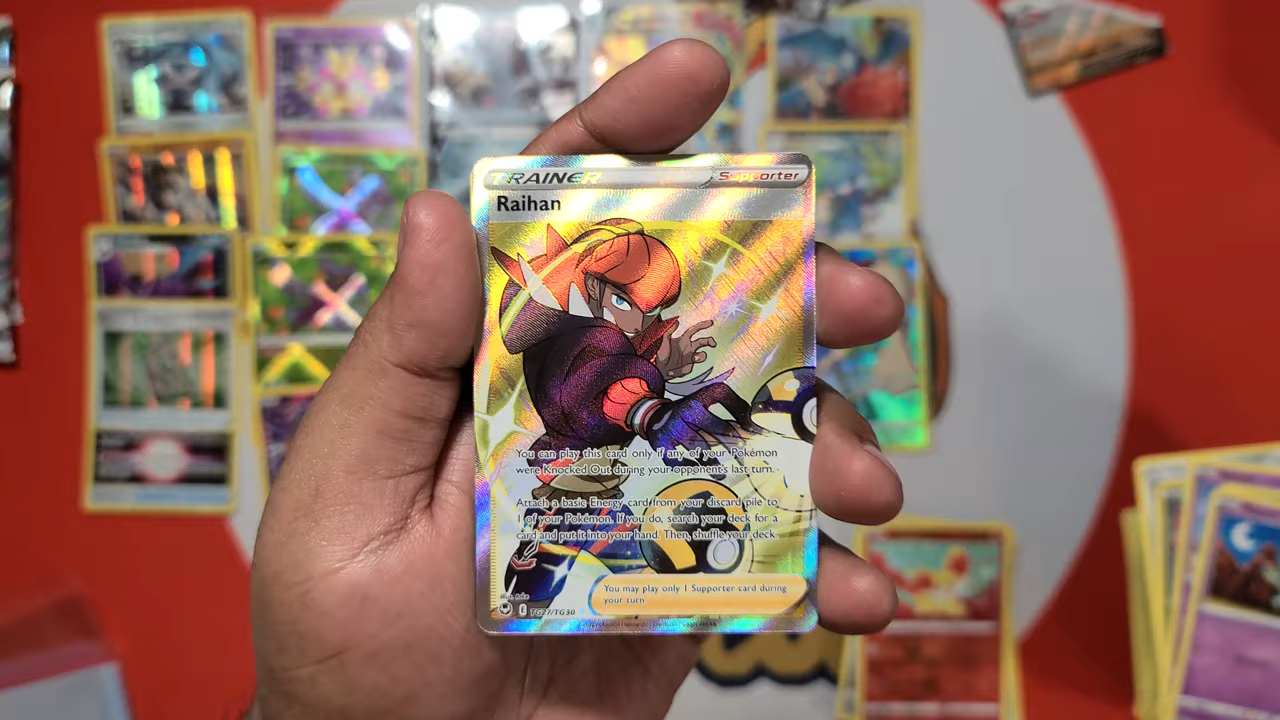 TRAINER Supporter
Raihan
You can play this card only if any of your Pokémon
were Knocked Out during your opponent's last turn.
Attach a basic Energy card from your discard pile to
1 of your Pokémon. If you do, search your deck for a
card and put it into your hand. Then, shuffle your deck.
You may play only 1 Supporter card during
your turn
E TG27/TG30